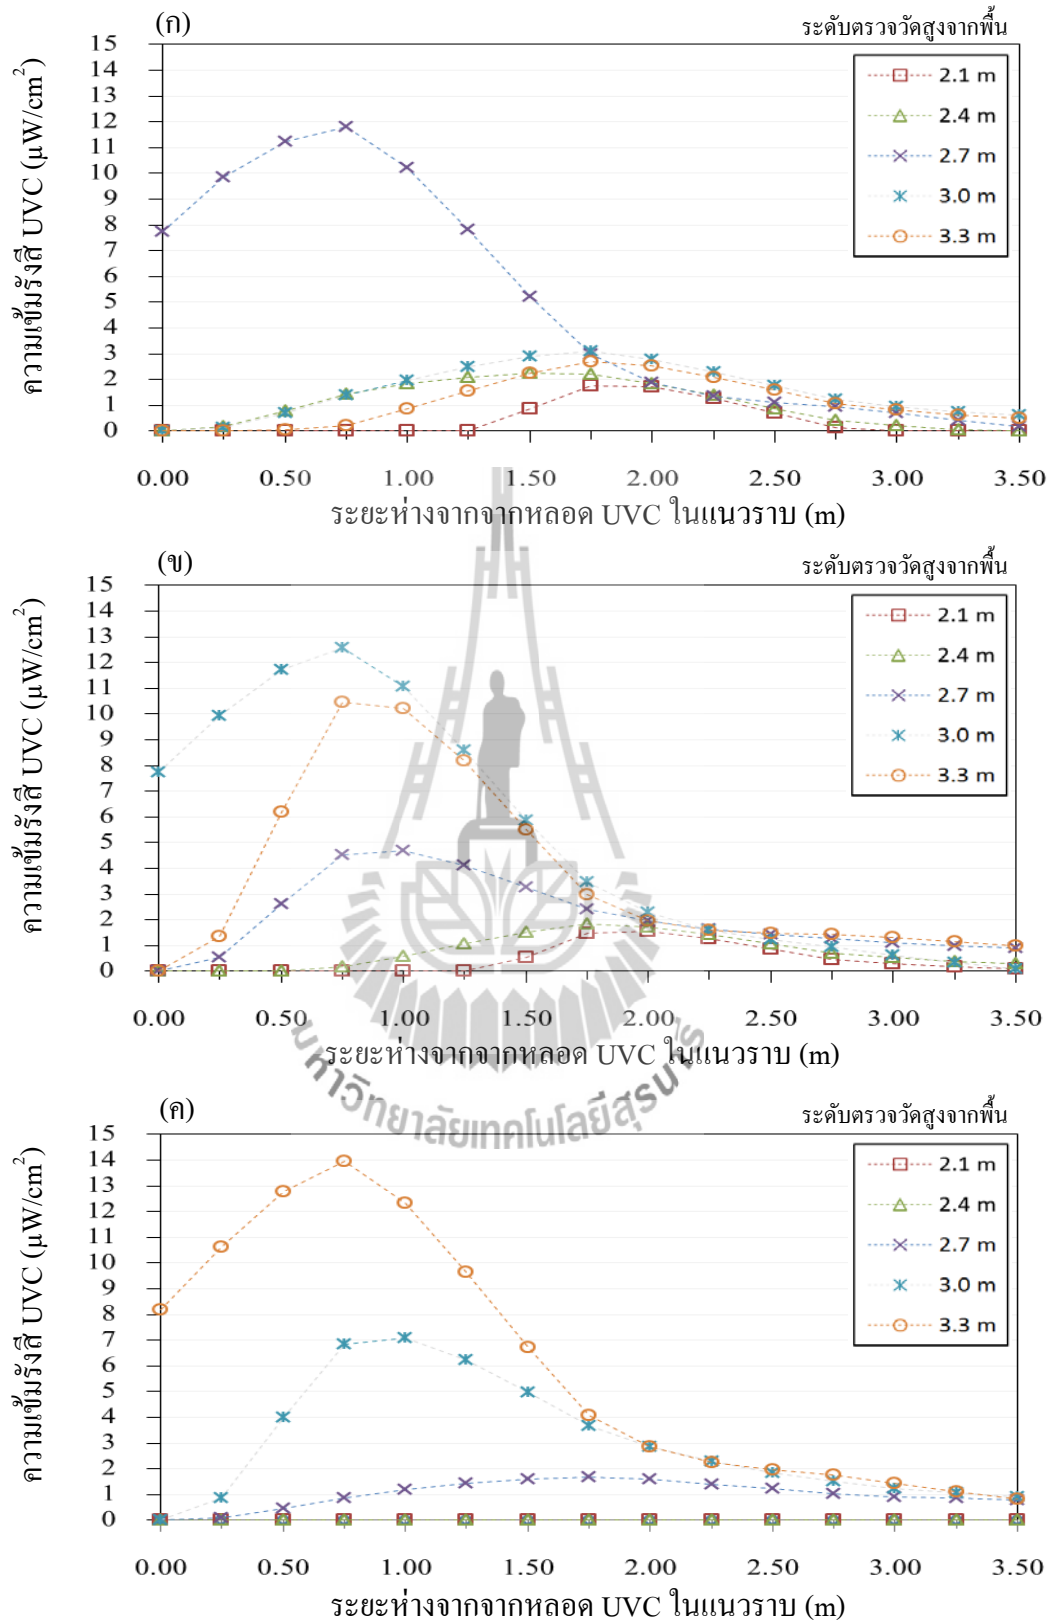 (ก)
ระดับตรวจวัดสูงจากพื้น
ความเข้มรังสี UVC (µW/cm²)
15
14
13
12
11
10
9
8
7
6
5
4
3
2
1
0
2.1 m
2.4 m
2.7 m
3.0 m
3.3 m
0.00 0.50 1.00 1.50 2.00 2.50 3.00 3.50
ระยะห่างจากจากหลอด UVC ในแนวราบ (m)
(ข)
ระดับตรวจวัดสูงจากพื้น
ความเข้มรังสี UVC (µW/cm²)
15
14
13
12
11
10
9
8
7
6
5
4
3
2
1
0
2.1 m
2.4 m
2.7 m
3.0 m
3.3 m
0.00 0.50 1.00 1.50 2.00 2.50 3.00 3.50
ระยะห่างจากจากหลอด UVC ในแนวราบ (m)
มหาวิทยาลัยเทคโนโลยีสุรนารี
(ค)
ระดับตรวจวัดสูงจากพื้น
ความเข้มรังสี UVC (µW/cm²)
15
14
13
12
11
10
9
8
7
6
5
4
3
2
1
0
2.1 m
2.4 m
2.7 m
3.0 m
3.3 m
0.00 0.50 1.00 1.50 2.00 2.50 3.00 3.50
ระยะห่างจากจากหลอด UVC ในแนวราบ (m)